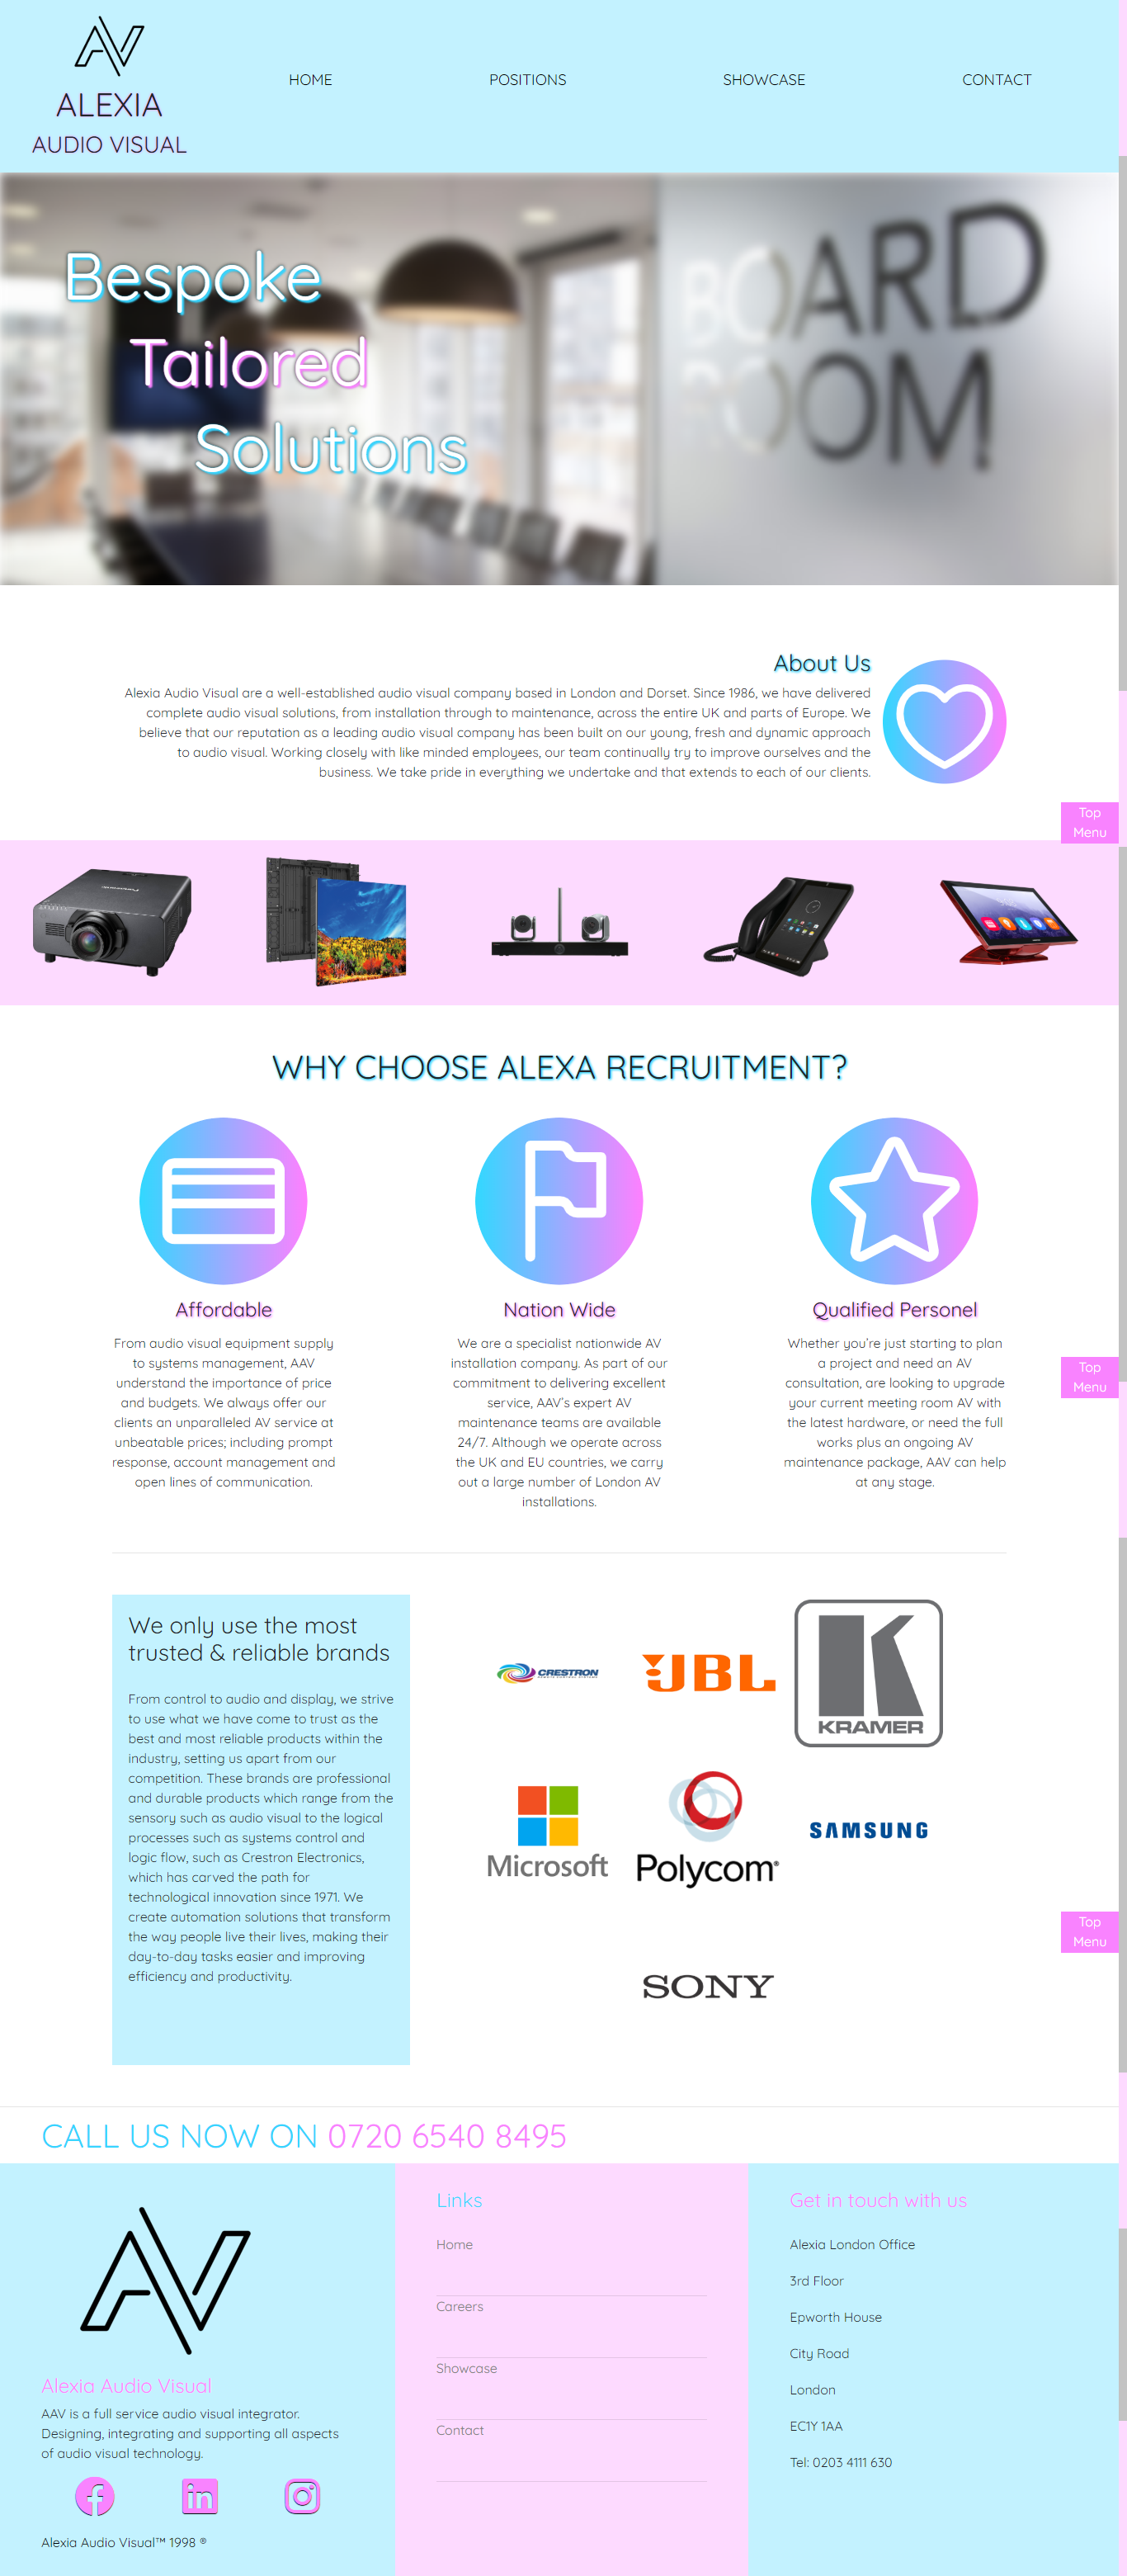 AV
ALEXIA
AUDIO VISUAL
HOME
POSITIONS
SHOWCASE
CONTACT
Bespoke
Tailored
Solutions
BOARD
ROOM
About Us
Alexia Audio Visual are a well-established audio visual company based in London and Dorset. Since 1986, we have delivered
complete audio visual solutions, from installation through to maintenance, across the entire UK and parts of Europe. We
believe that our reputation as a leading audio visual company has been built on our young, fresh and dynamic approach
to audio visual. Working closely with like minded employees, our team continually try to improve ourselves and the
business. We take pride in everything we undertake and that extends to each of our clients.
Top
Menu
WHY CHOOSE ALEXA RECRUITMENT?
Affordable
From audio visual equipment supply
to systems management, AAV
understand the importance of price
and budgets. We always offer our
clients an unparalleled AV service at
unbeatable prices; including prompt
response, account management and
open lines of communication.
Nation Wide
We are a specialist nationwide AV
installation company. As part of our
commitment to delivering excellent
service, AAV's expert AV
maintenance teams are available
24/7. Although we operate across
the UK and EU countries, we carry
out a large number of London AV
installations.
Qualified Personel
Whether you're just starting to plan
a project and need an AV
consultation, are looking to upgrade
your current meeting room AV with
the latest hardware, or need the full
works plus an ongoing AV
maintenance package, AAV can help
at any stage.
Top
Menu
We only use the most
trusted & reliable brands
From control to audio and display, we strive
to use what we have come to trust as the
best and most reliable products within the
industry, setting us apart from our
competition. These brands are professional
and durable products which range from the
sensory such as audio visual to the logical
processes such as systems control and
logic flow, such as Crestron Electronics,
which has carved the path for
technological innovation since 1971. We
create automation solutions that transform
the way people live their lives, making their
day-to-day tasks easier and improving
efficiency and productivity.
CRESTRON
JBL
KRAMER
Microsoft
Polycom®
SAMSUNG
SONY
Top
Menu
CALL US NOW ON 0720 6540 8495
AV
Alexia Audio Visual
AAV is a full service audio visual integrator.
Designing, integrating and supporting all aspects
of audio visual technology.
Alexia Audio Visual™ 1998 ®
Links
Home
Careers
Showcase
Contact
Get in touch with us
Alexia London Office
3rd Floor
Epworth House
City Road
London
EC1Y 1AA
Tel: 0203 4111 630